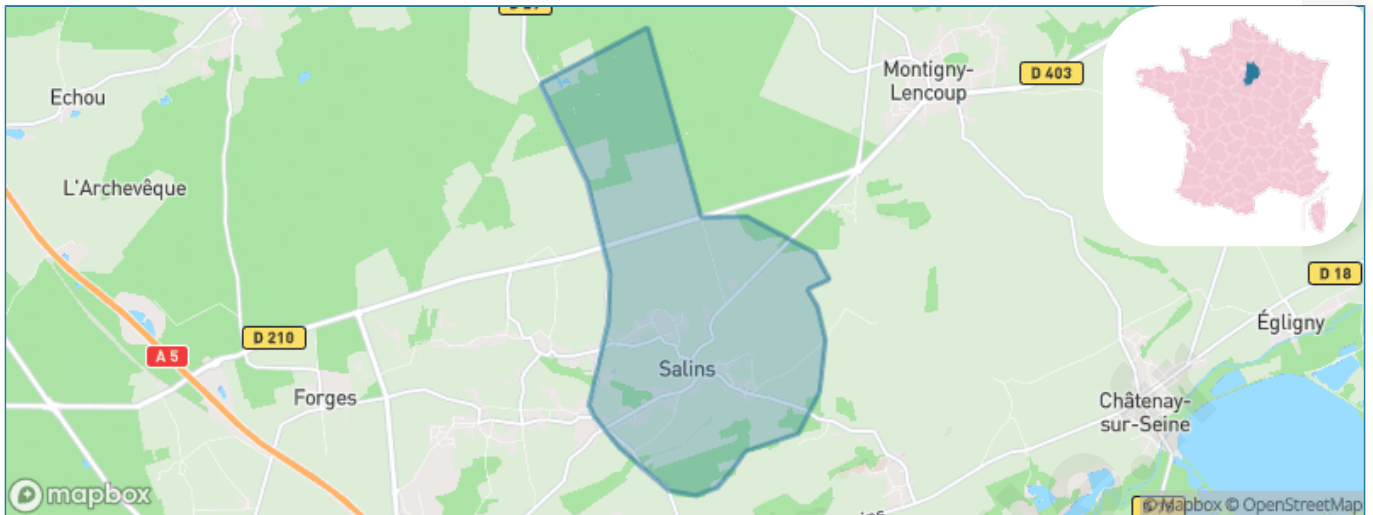 Montigny-
Lencoup
D 403
Echou
L'Archevêque
D 18
Égligny
D 210
A 5
Salins
Forges
Châtenay-
sur-Seine
mapbox
© Mapbox © OpenStreetMap